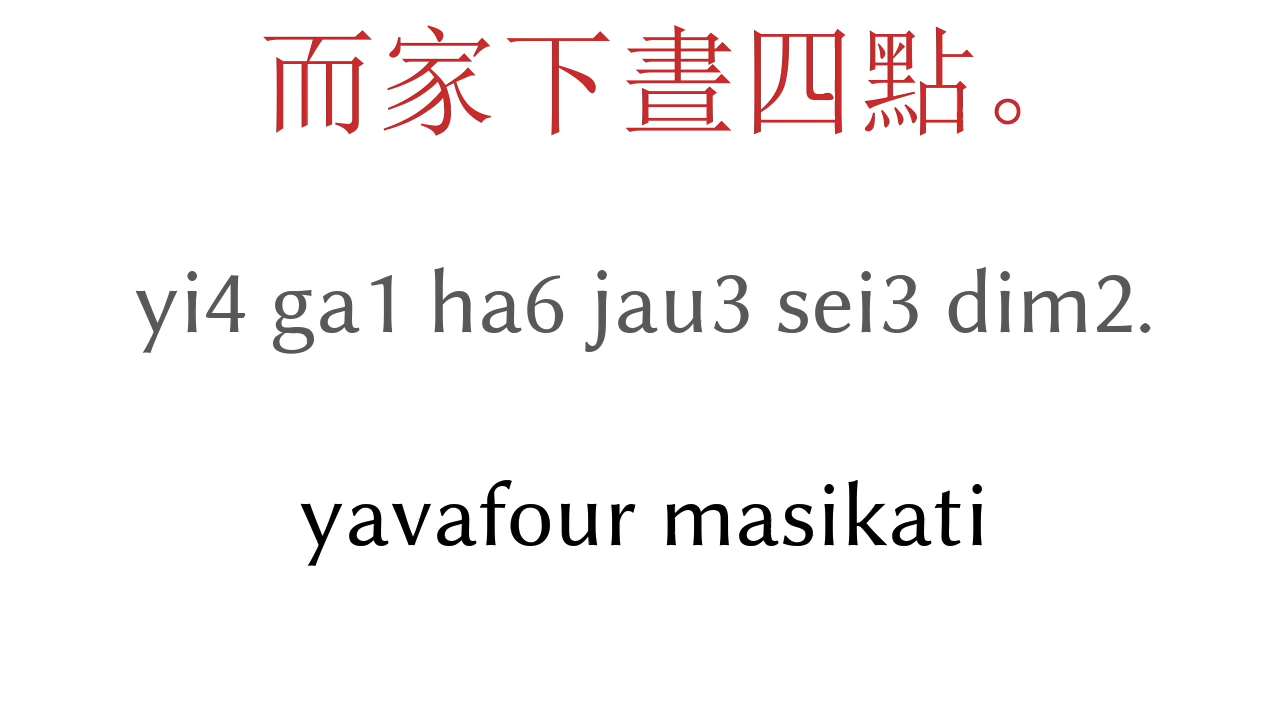 而家下晝四點。
yi4 ga1 ha6 jau3 sei3 dim2.
yavafour masikati